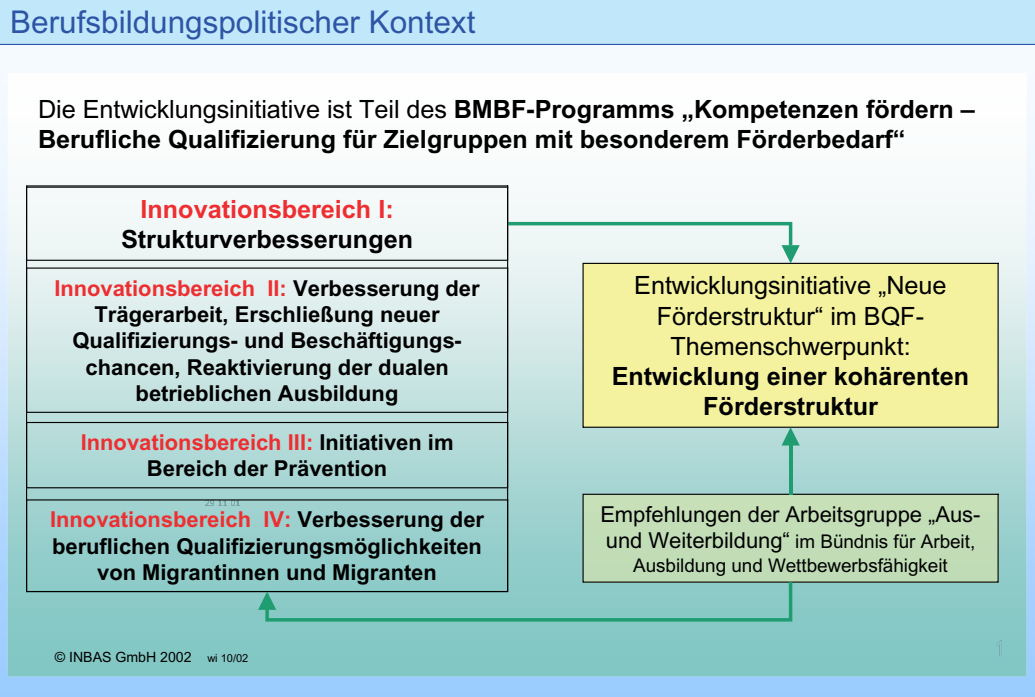 Berufsbildungspolitischer Kontext
Die Entwicklungsinitiative ist Teil des BMBF-Programms „Kompetenzen fördern –
Berufliche Qualifizierung für Zielgruppen mit besonderem Förderbedarf“
Innovationsbereich I:
Strukturverbesserungen
Innovationsbereich II: Verbesserung der
Trägerarbeit, Erschließung neuer
Qualifizierungs- und Beschäftigungs-
chancen, Reaktivierung der dualen
betrieblichen Ausbildung
Innovationsbereich III: Initiativen im
Bereich der Prävention
29 11 01
Innovationsbereich IV: Verbesserung der
beruflichen Qualifizierungsmöglichkeiten
von Migrantinnen und Migranten
Entwicklungsinitiative „Neue
Förderstruktur“ im BQF-
Themenschwerpunkt:
Entwicklung einer kohärenten
Förderstruktur
Empfehlungen der Arbeitsgruppe „Aus-
und Weiterbildung“ im Bündnis für Arbeit,
Ausbildung und Wettbewerbsfähigkeit
© INBAS GmbH 2002 wi 10/02
1